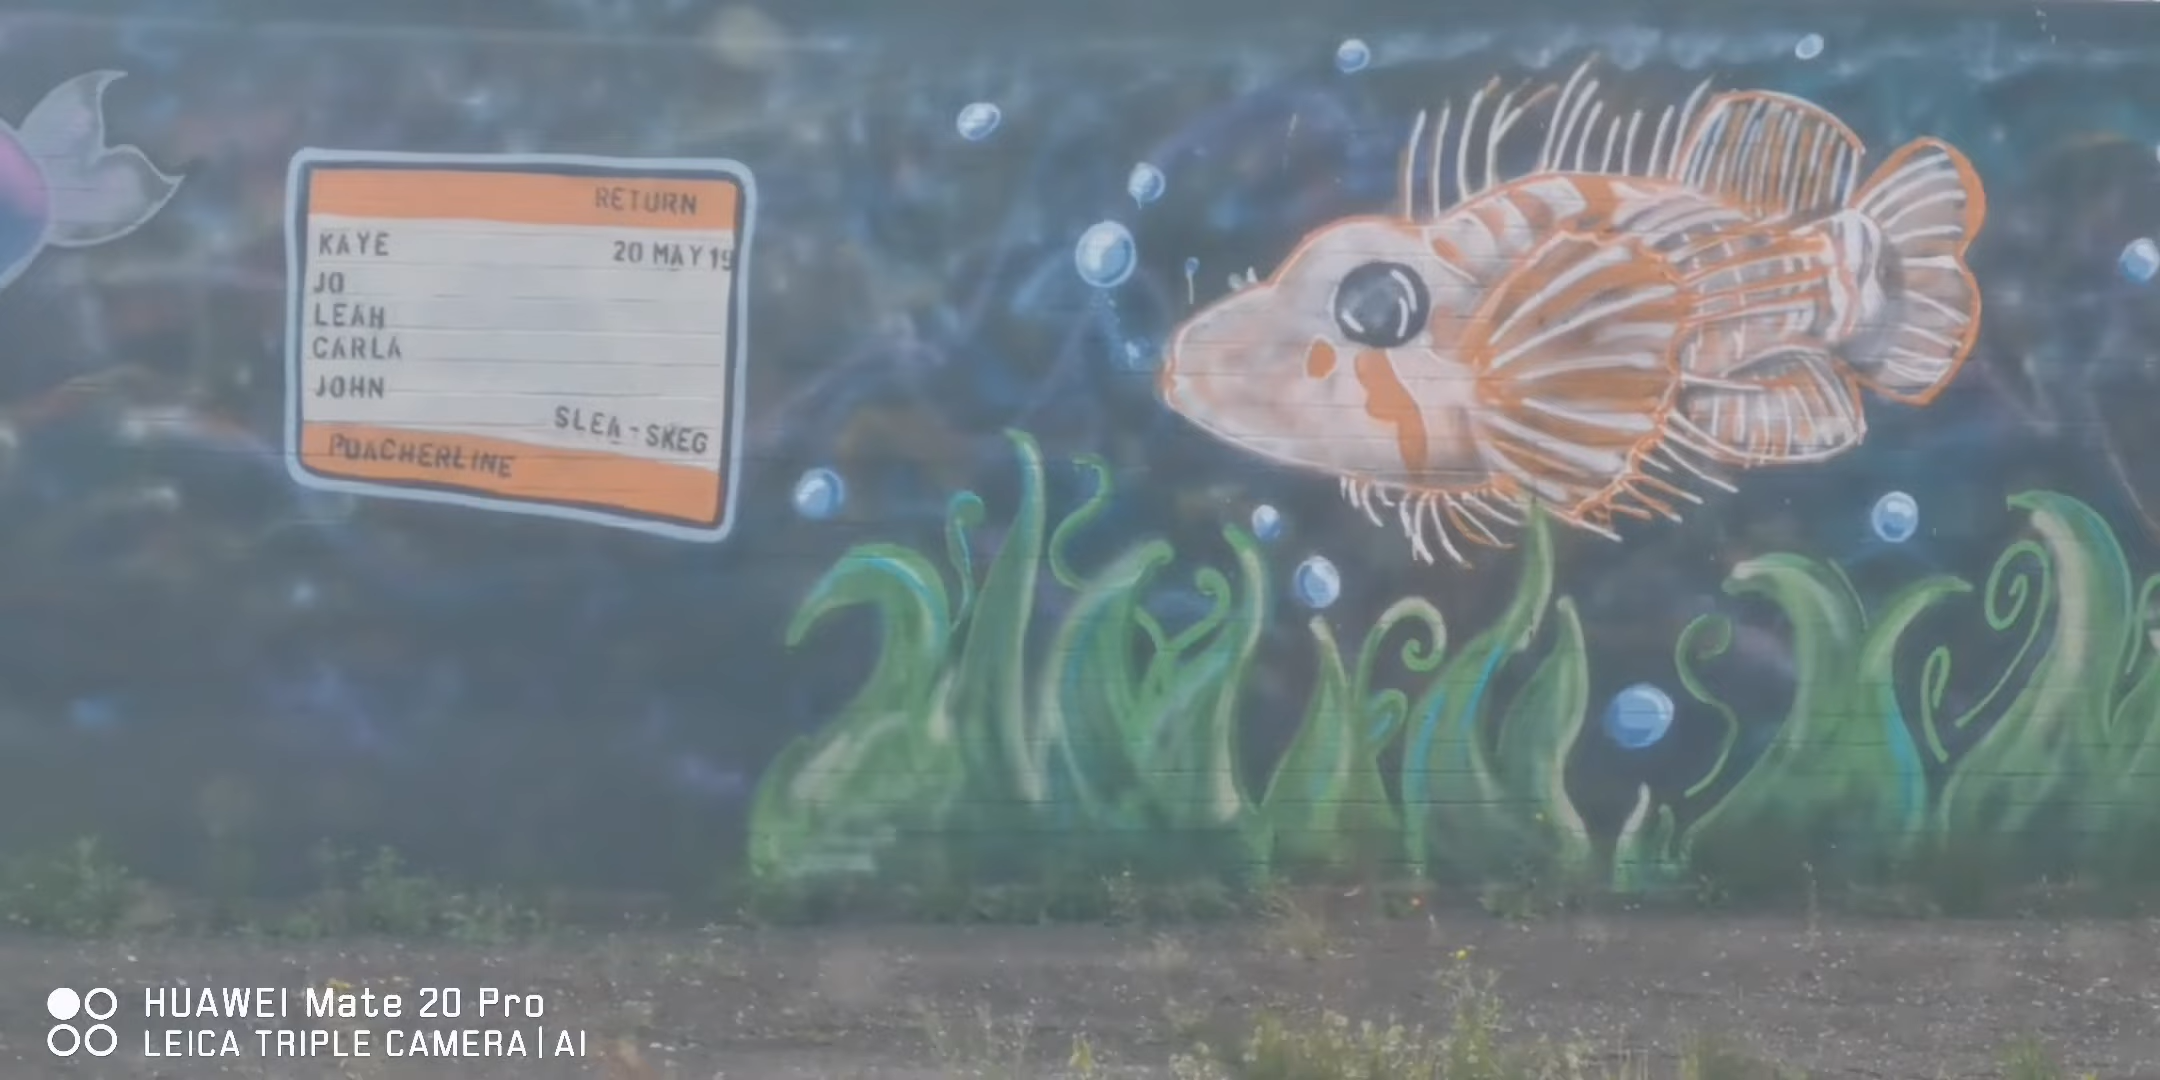 RETURN
KAYE 20 MAY 19
JO
LEAH
CARLA
JOHN
SLEA-SKEG
POACHERLINE
HUAWEI Mate 20 Pro
LEICA TRIPLE CAMERA|AI